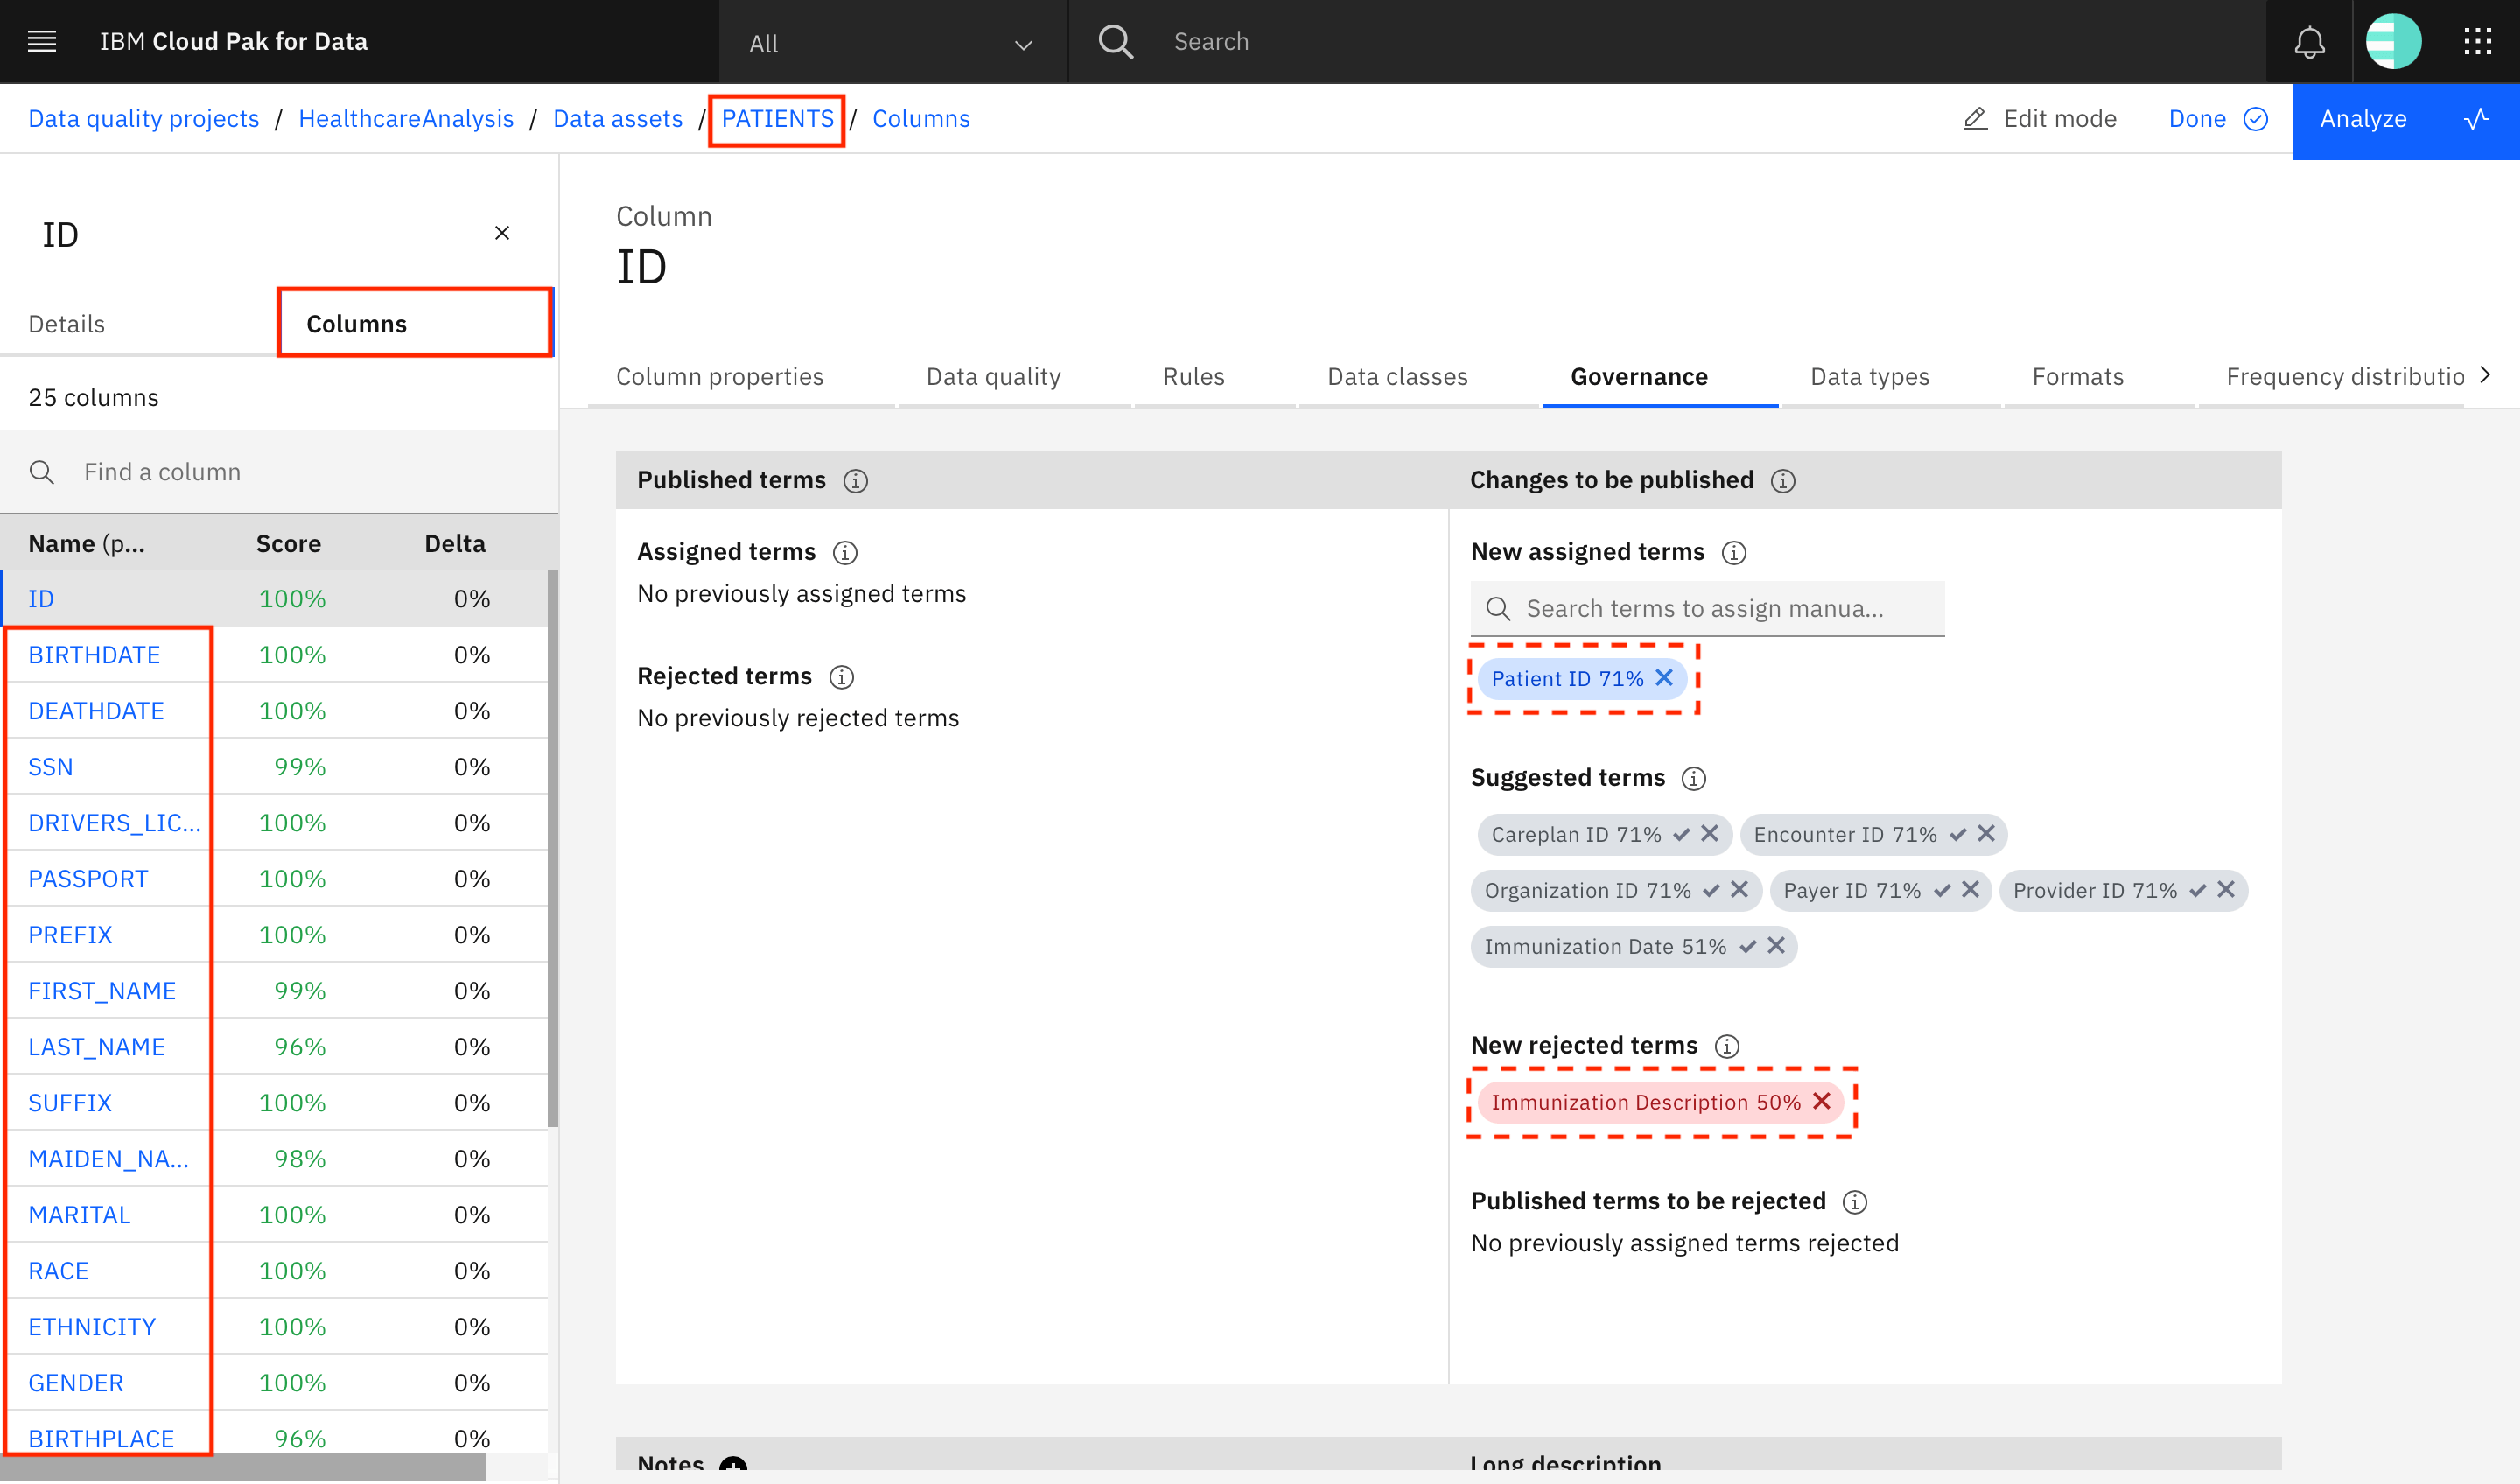 IBM Cloud Pak for Data
All
Search
Data quality projects / HealthcareAnalysis / Data assets / PATIENTS / Columns
Edit mode
Done
Analyze
ID
Details
Columns
25 columns
Find a column
Name (p... Score Delta
ID 100% 0%
BIRTHDATE 100% 0%
DEATHDATE 100% 0%
SSN 99% 0%
DRIVERS_LIC... 100% 0%
PASSPORT 100% 0%
PREFIX 100% 0%
FIRST_NAME 99% 0%
LAST_NAME 96% 0%
SUFFIX 100% 0%
MAIDEN_NA... 98% 0%
MARITAL 100% 0%
RACE 100% 0%
ETHNICITY 100% 0%
GENDER 100% 0%
BIRTHPLACE 96% 0%
Column
ID
Column properties Data quality Rules Data classes Governance Data types Formats Frequency distributio
Published terms
Assigned terms
No previously assigned terms
Rejected terms
No previously rejected terms
Changes to be published
New assigned terms
Search terms to assign manua...
Patient ID 71%
Suggested terms
Careplan ID 71% Encounter ID 71%
Organization ID 71% Payer ID 71% Provider ID 71%
Immunization Date 51%
New rejected terms
Immunization Description 50%
Published terms to be rejected
No previously assigned terms rejected
Notes
Long description